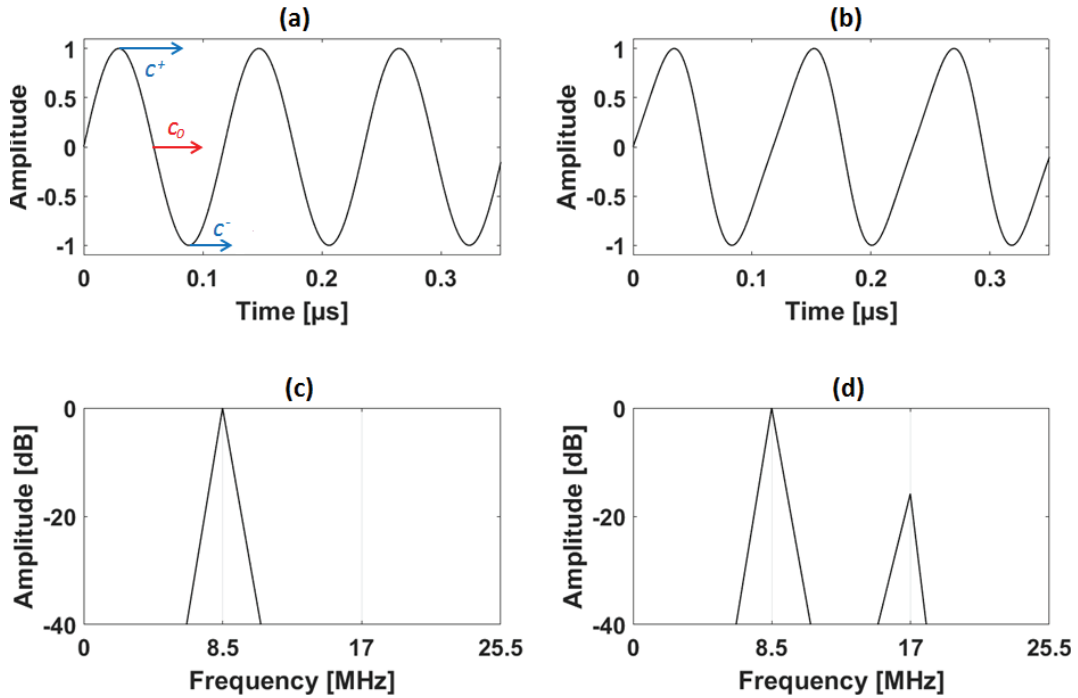 (a)
(b)
1
0.5
0
-0.5
-1
Amplitude
c+
c0
c-
0
0.1
0.2
0.3
Time [µs]
1
0.5
0
-0.5
-1
Amplitude
0
0.1
0.2
0.3
Time [µs]
(c)
(d)
0
-20
-40
Amplitude [dB]
0
8.5
17
25.5
Frequency [MHz]
0
-20
-40
Amplitude [dB]
0
8.5
17
25.5
Frequency [MHz]